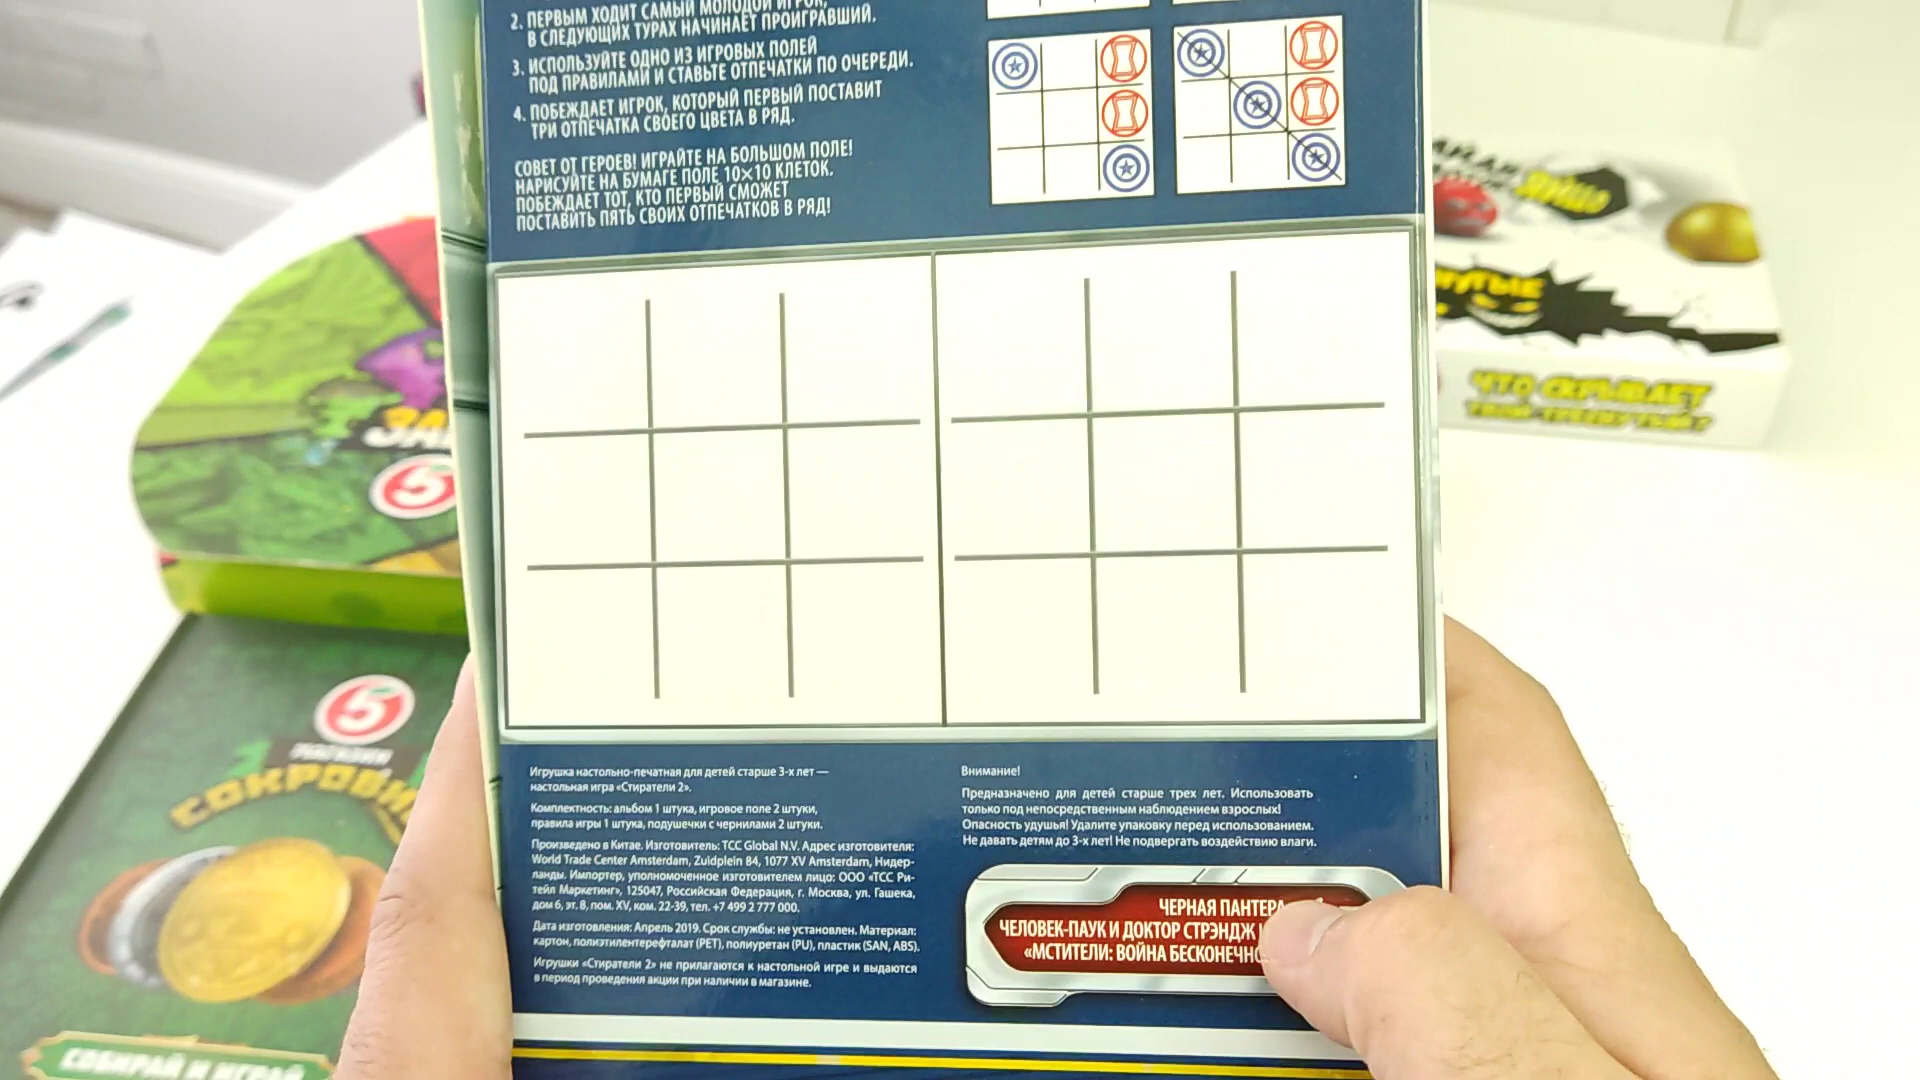 2. ПЕРВЫМ ХОДИТ САМЫЙ МОЛОДОЙ ИГРОК,
В СЛЕДУЮЩИХ ТУРАХ НАЧИНАЕТ ПРОИГРАВШИЙ.
3. ИСПОЛЬЗУЙТЕ ОДНО ИЗ ИГРОВЫХ ПОЛЕЙ
ПОД ПРАВИЛАМИ И СТАВЬТЕ ОТПЕЧАТКИ ПО ОЧЕРЕДИ.
4. ПОБЕЖДАЕТ ИГРОК, КОТОРЫЙ ПЕРВЫЙ ПОСТАВИТ
ТРИ ОТПЕЧАТКА СВОЕГО ЦВЕТА В РЯД.
СОВЕТ ОТ ГЕРОЕВ! ИГРАЙТЕ НА БОЛЬШОМ ПОЛЕ!
НАРИСУЙТЕ НА БУМАГЕ ПОЛЕ 10×10 КЛЕТОК.
ПОБЕЖДАЕТ ТОТ, КТО ПЕРВЫЙ СМОЖЕТ
ПОСТАВИТЬ ПЯТЬ СВОИХ ОТПЕЧАТКОВ В РЯД!
Игрушка настольно-печатная для детей старше 3-х лет —
настольная игра «Стиратели 2».
Комплектность: альбом 1 штука, игровое поле 2 штуки,
правила игры 1 штука, подушечки с чернилами 2 штуки.
Произведено в Китае. Изготовитель: TCC Global N.V. Адрес изготовителя:
World Trade Center Amsterdam, Zuidplein 84, 1077 XV Amsterdam, Нидер-
ланды. Импортер, уполномоченное изготовителем лицо: ООО «ТСС Ри-
тейл Маркетинг», 125047, Российская Федерация, г. Москва, ул. Гашека,
дом 6, эт. 8, пом. XV, ком. 22-39, тел. +7 499 2 777 000.
Дата изготовления: Апрель 2019. Срок службы: не установлен. Материал:
картон, полиэтилентерефталат (PET), полиуретан (PU), пластик (SAN, ABS).
Игрушки «Стиратели 2» не прилагаются к настольной игре и выдаются
в период проведения акции при наличии в магазине.
Внимание!
Предназначено для детей старше трех лет. Использовать
только под непосредственным наблюдением взрослых!
Опасность удушья! Удалите упаковку перед использованием.
Не давать детям до 3-х лет! Не подвергать воздействию влаги.
ЧЕРНАЯ ПАНТЕРА
ЧЕЛОВЕК-ПАУК И ДОКТОР СТРЭНДЖ
«МСТИТЕЛИ: ВОЙНА
5
5
МАГАЗИН
СОБИРАЙ И ИГРАЙ
ЧТО СКРЫВАЕТ